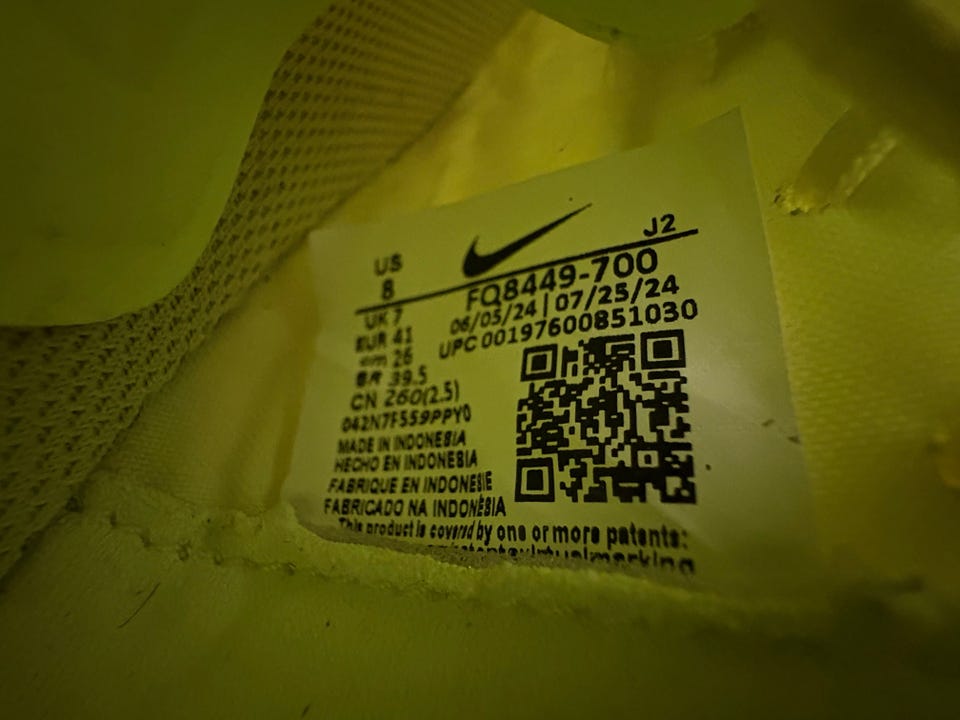 US
8
J2
FQ8449-700
06/05/24 | 07/25/24
UPC 00197600851030
UK 7
EUR 41
cm 26
BR 39.5
CN 260(2.5)
042N7F559PPY0
MADE IN INDONESIA
HECHO EN INDONESIA
FABRIQUE EN INDONESIE
FABRICADO NA INDONÉSIA
This product is covered by one or more patents: